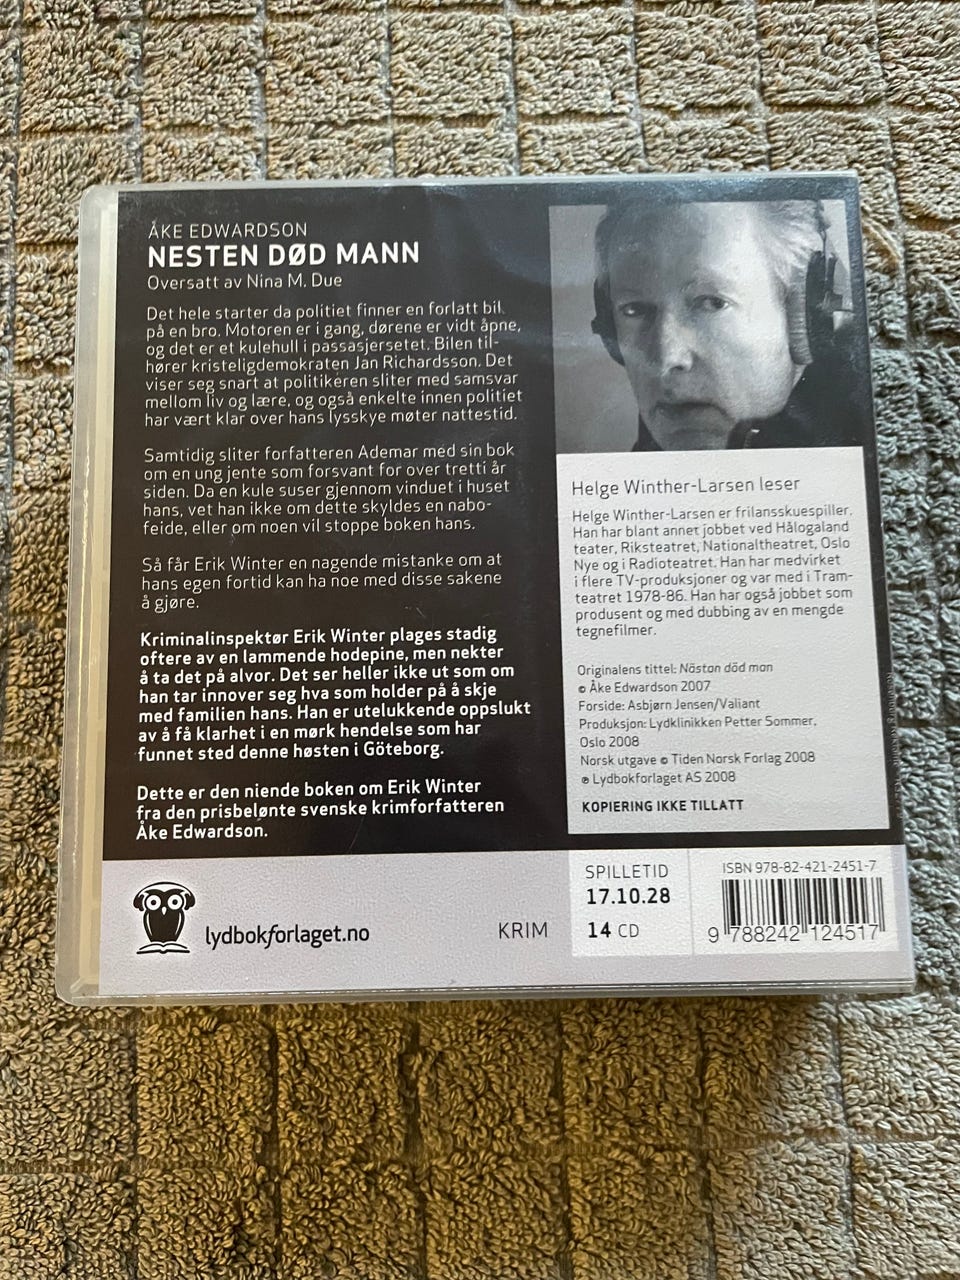 ÅKE EDWARDSON
NESTEN DØD MANN
Oversatt av Nina M. Due
Det hele starter da politiet finner en forlatt bil
på en bro. Motoren er i gang, dørene er vidt åpne,
og det er et kulehull i passasjersetet. Bilen til-
hører kristeligdemokraten Jan Richardsson. Det
viser seg snart at politikeren sliter med samsvar
mellom liv og lære, og også enkelte innen politiet
har vært klar over hans lysskye møter nattestid.
Samtidig sliter forfatteren Ademar med sin bok
om en ung jente som forsvant for over tretti år
siden. Da en kule suser gjennom vinduet i huset
hans, vet han ikke om dette skyldes en nabo-
feide, eller om noen vil stoppe boken hans.
Så får Erik Winter en nagende mistanke om at
hans egen fortid kan ha noe med disse sakene
å gjøre.
Kriminalinspektør Erik Winter plages stadig
oftere av en lammende hodepine, men nekter
å ta det på alvor. Det ser heller ikke ut som om
han tar innover seg hva som holder på å skje
med familien hans. Han er utelukkende oppslukt
av å få klarhet i en mørk hendelse som har
funnet sted denne høsten i Göteborg.
Dette er den niende boken om Erik Winter
fra den prisbelønte svenske krimforfatteren
Åke Edwardson.
Helge Winther-Larsen leser
Helge Winther-Larsen er frilansskuespiller.
Han har blant annet jobbet ved Hålogaland
teater, Riksteatret, Nationaltheatret, Oslo
Nye og i Radioteatret. Han har medvirket
i flere TV-produksjoner og var med i Tram-
teatret 1978-86. Han har også jobbet som
produsent og med dubbing av en mengde
tegnefilmer.
Originalens tittel: Nästan död man
© Åke Edwardson 2007
Forside: Asbjørn Jensen/Valiant
Produksjon: Lydklinikken Petter Sommer,
Oslo 2008
Norsk utgave © Tiden Norsk Forlag 2008
℗ Lydbokforlaget AS 2008
KOPIERING IKKE TILLATT
lydbokforlaget.no
KRIM
SPILLETID
17.10.28
14 CD
ISBN 978-82-421-2451-7
9 788242 124517